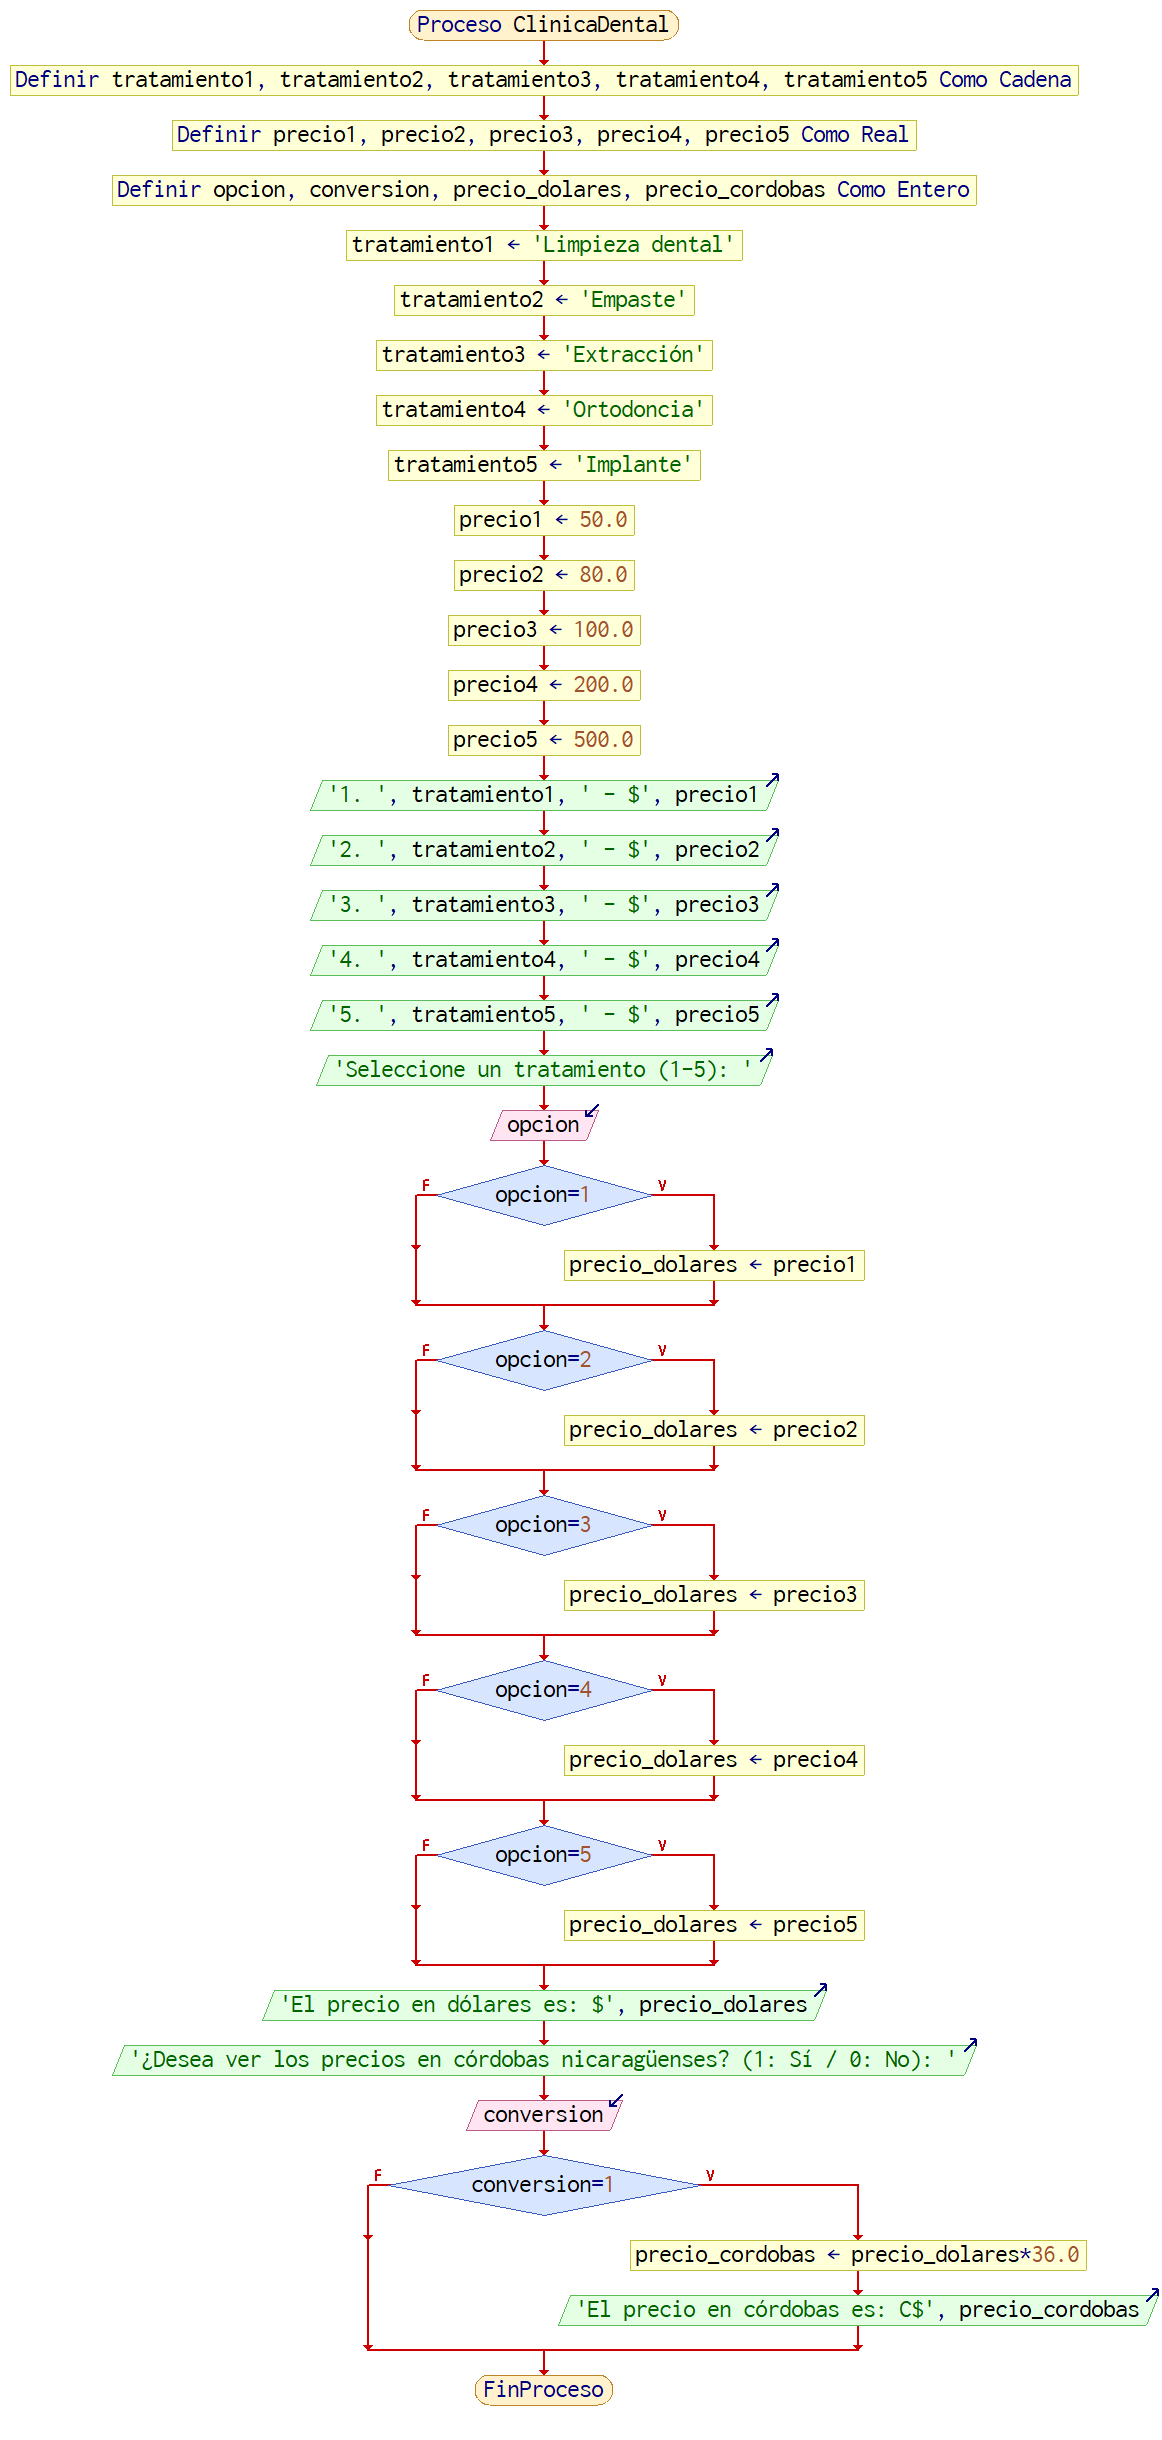 Proceso ClinicaDental
Definir tratamiento1, tratamiento2, tratamiento3, tratamiento4, tratamiento5 Como Cadena
Definir precio1, precio2, precio3, precio4, precio5 Como Real
Definir opcion, conversion, precio_dolares, precio_cordobas Como Entero
tratamiento1 ← 'Limpieza dental'
tratamiento2 ← 'Empaste'
tratamiento3 ← 'Extracción'
tratamiento4 ← 'Ortodoncia'
tratamiento5 ← 'Implante'
precio1 ← 50.0
precio2 ← 80.0
precio3 ← 100.0
precio4 ← 200.0
precio5 ← 500.0
'1. ', tratamiento1, ' - $', precio1
'2. ', tratamiento2, ' - $', precio2
'3. ', tratamiento3, ' - $', precio3
'4. ', tratamiento4, ' - $', precio4
'5. ', tratamiento5, ' - $', precio5
'Seleccione un tratamiento (1-5): '
opcion
F opcion=1 V
precio_dolares ← precio1
F opcion=2 V
precio_dolares ← precio2
F opcion=3 V
precio_dolares ← precio3
F opcion=4 V
precio_dolares ← precio4
F opcion=5 V
precio_dolares ← precio5
'El precio en dólares es: $', precio_dolares
'¿Desea ver los precios en córdobas nicaragüenses? (1: Sí / 0: No): '
conversion
F conversion=1 V
precio_cordobas ← precio_dolares*36.0
'El precio en córdobas es: C$', precio_cordobas
FinProceso